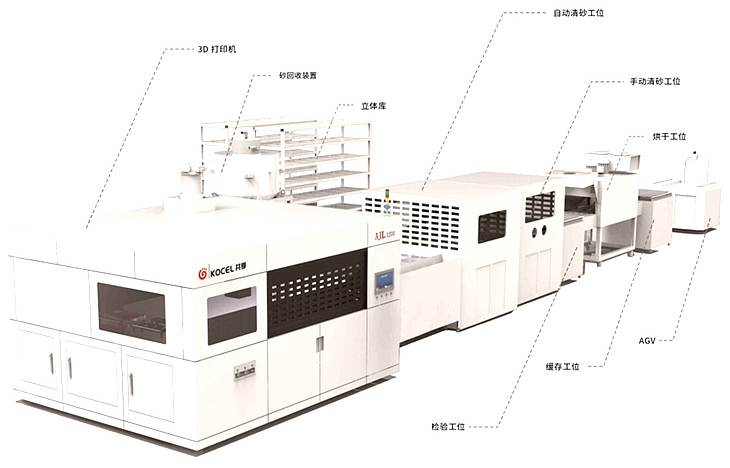 自动清砂工位
3D 打印机
砂回收装置
手动清砂工位
立体库
烘干工位
AJL 1200
KOCEL 共享
AGV
缓存工位
检验工位